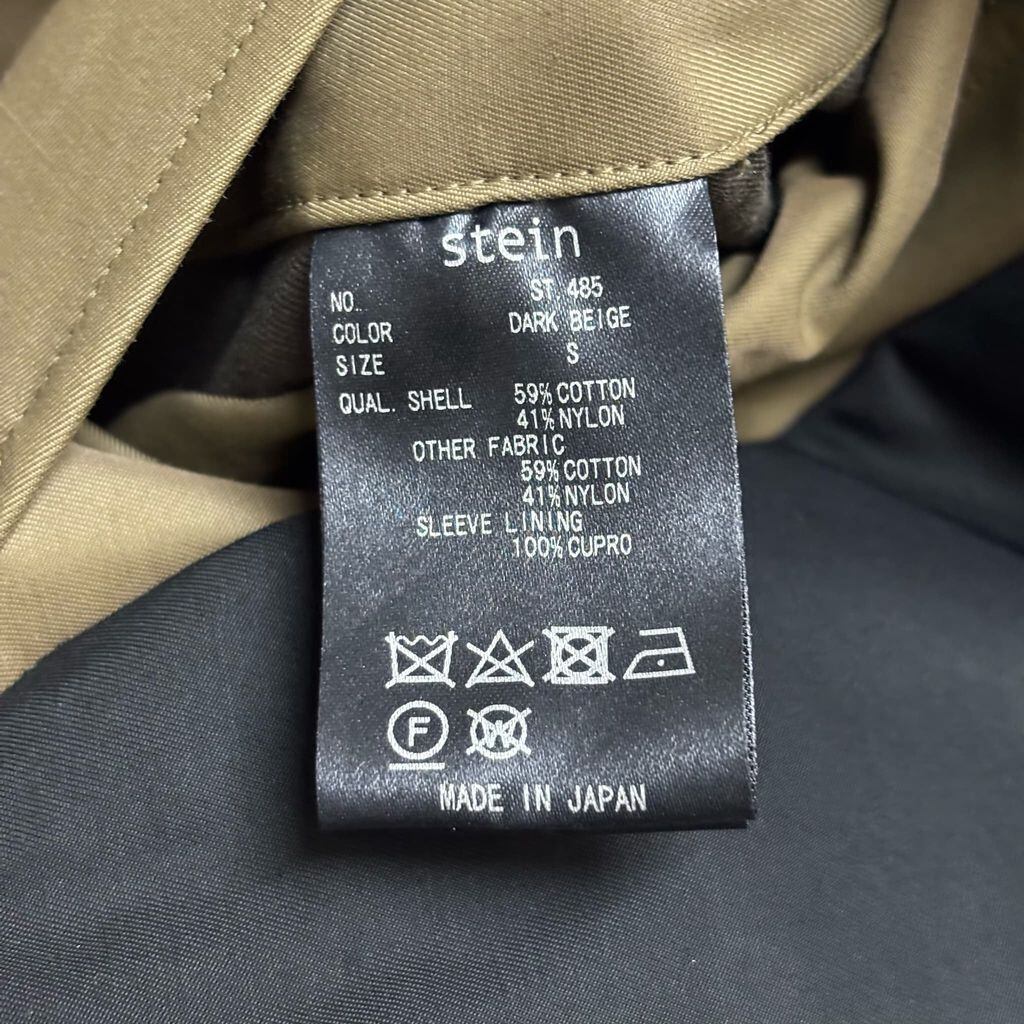 stein
NO. ST 485
COLOR DARK BEIGE
SIZE S
QUAL. SHELL 59% COTTON
41% NYLON
OTHER FABRIC
59% COTTON
41% NYLON
SLEEVE LINING
100% CUPRO
F W
MADE IN JAPAN